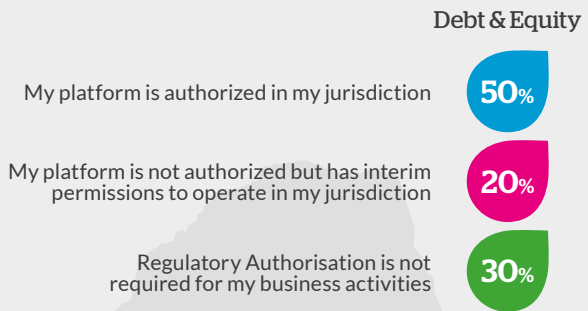 Debt & Equity
My platform is authorized in my jurisdiction
50%
My platform is not authorized but has interim
permissions to operate in my jurisdiction
20%
Regulatory Authorisation is not
required for my business activities
30%